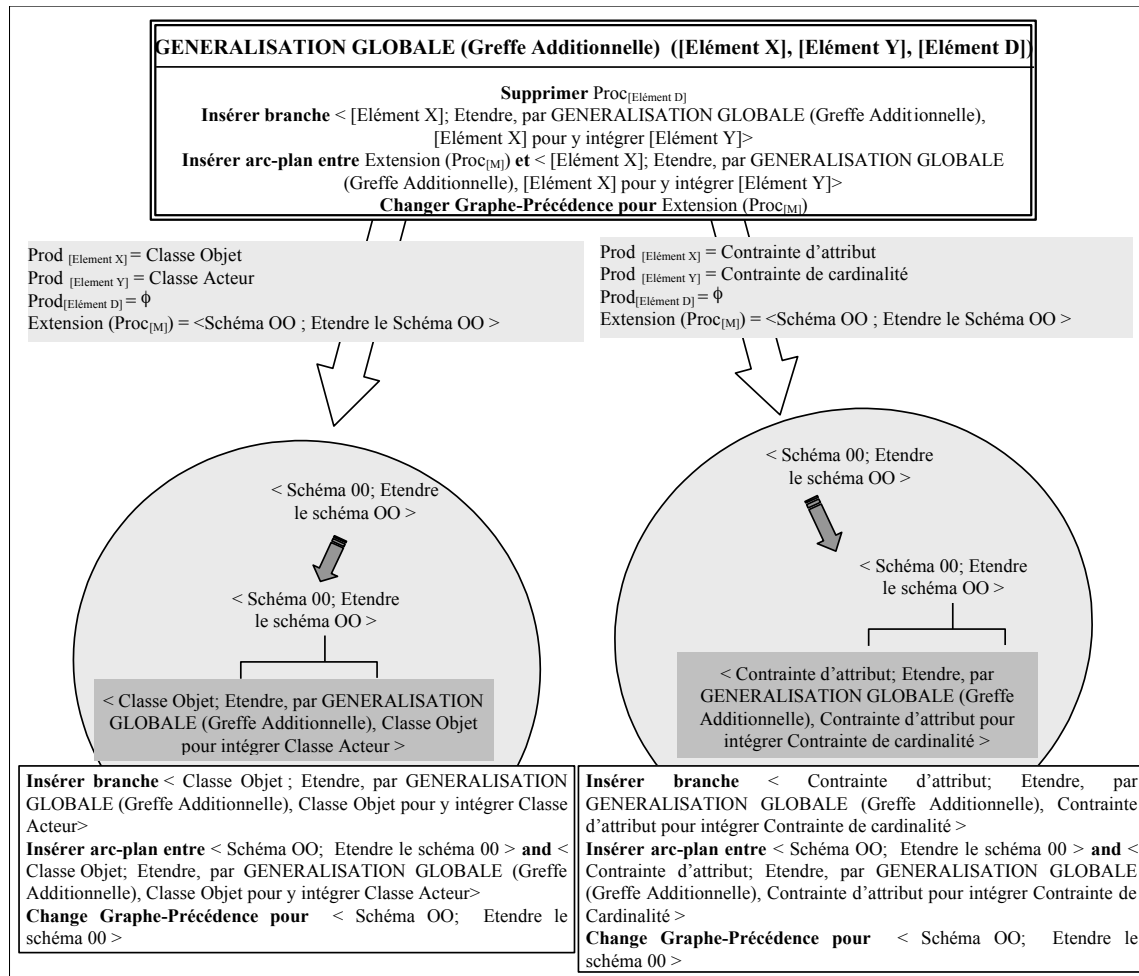 GENERALISATION GLOBALE (Greffe Additionnelle) ([Elément X], [Elément Y], [Elément D])
Supprimer Proc[Elément D]
Insérer branche < [Elément X]; Etendre, par GENERALISATION GLOBALE (Greffe Additionnelle),
[Elément X] pour y intégrer [Elément Y]>
Insérer arc-plan entre Extension (Proc[M]) et < [Elément X]; Etendre, par GENERALISATION GLOBALE
(Greffe Additionnelle), [Elément X] pour y intégrer [Elément Y]>
Changer Graphe-Précédence pour Extension (Proc[M])
Prod [Element X] = Classe Objet
Prod [Element Y] = Classe Acteur
Prod[Elément D] = ϕ
Extension (Proc[M]) = <Schéma OO ; Etendre le Schéma OO >
Prod [Elément X] = Contrainte d'attribut
Prod [Elément Y] = Contrainte de cardinalité
Prod[Elément D] = ϕ
Extension (Proc[M]) = <Schéma OO ; Etendre le Schéma OO >
< Schéma 00; Etendre
le schéma OO >
< Schéma 00; Etendre
le schéma OO >
< Classe Objet; Etendre, par GENERALISATION
GLOBALE (Greffe Additionnelle), Classe Objet
pour intégrer Classe Acteur >
< Schéma 00; Etendre
le schéma OO >
< Schéma 00; Etendre
le schéma OO >
< Contrainte d'attribut; Etendre, par
GENERALISATION GLOBALE (Greffe
Additionnelle), Contrainte d'attribut pour
intégrer Contrainte de cardinalité >
Insérer branche < Classe Objet ; Etendre, par GENERALISATION
GLOBALE (Greffe Additionnelle), Classe Objet pour y intégrer Classe
Acteur>
Insérer arc-plan entre < Schéma OO; Etendre le schéma 00 > and <
Classe Objet; Etendre, par GENERALISATION GLOBALE (Greffe
Additionnelle), Classe Objet pour y intégrer Classe Acteur>
Change Graphe-Précédence pour < Schéma OO; Etendre le
schéma 00 >
Insérer branche < Contrainte d'attribut; Etendre, par
GENERALISATION GLOBALE (Greffe Additionnelle), Contrainte
d'attribut pour intégrer Contrainte de cardinalité >
Insérer arc-plan entre < Schéma OO; Etendre le schéma 00 > and <
Contrainte d'attribut; Etendre, par GENERALISATION GLOBALE
(Greffe Additionnelle), Contrainte d'attribut pour intégrer Contrainte de
Cardinalité >
Change Graphe-Précédence pour < Schéma OO; Etendre le
schéma 00 >